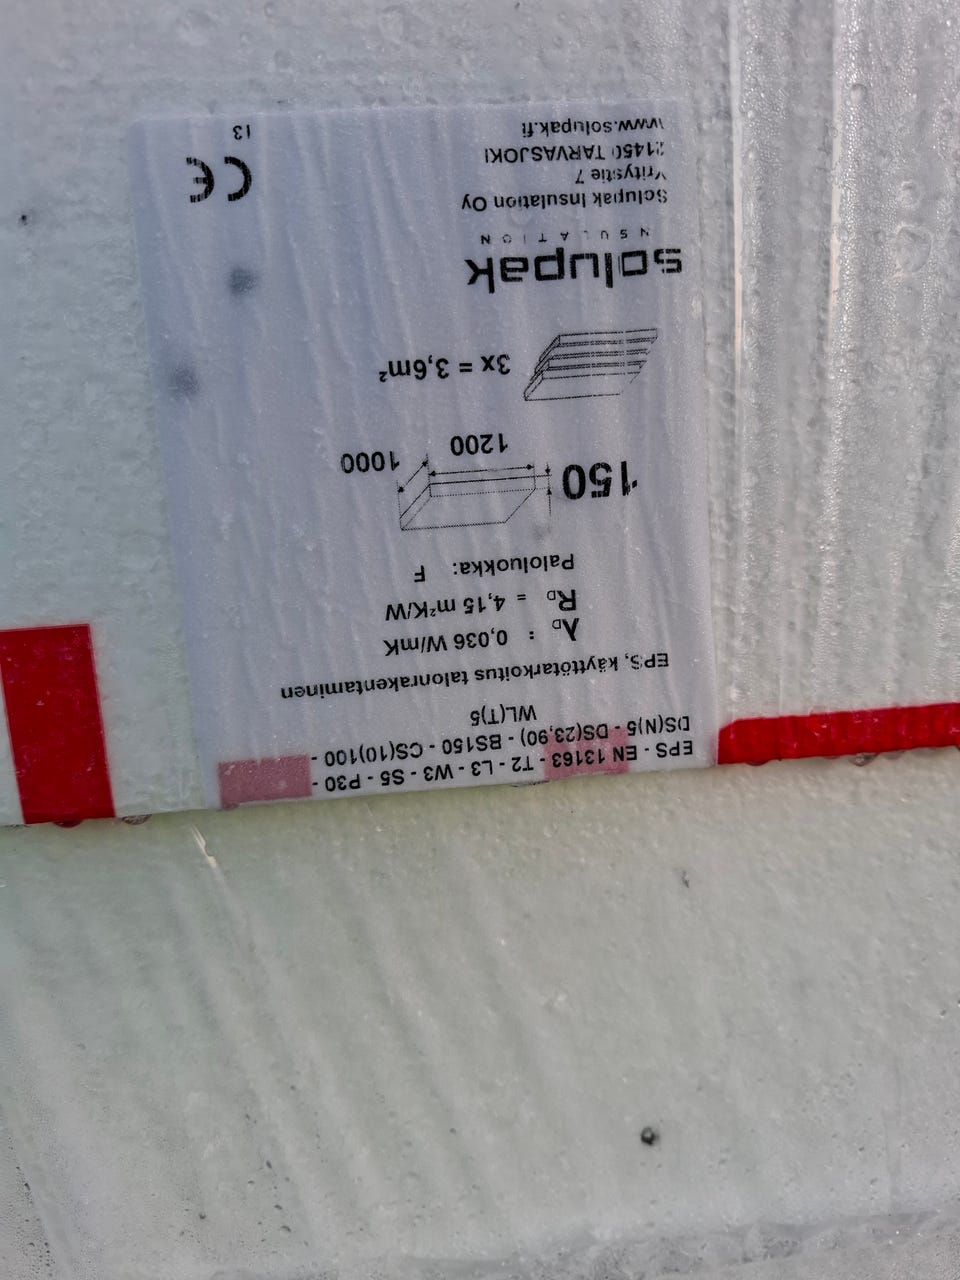 EPS - EN 13163 - T2 - L3 - W3 - S5 - P30 -
DS(N)5 - DS(23,90) - BS150 - CS(10)100 -
WL(T)5
EPS, käyttötarkoitus talonrakentaminen
λD : 0,036 W/mK
RD = 4,15 m²K/W
Paloluokka: F
150
1200
1000
3x = 3,6m²
solupak
INSULATION
Solupak Insulation Oy
Yritystie 7
21450 TARVASJOKI
www.solupak.fi
CE
13